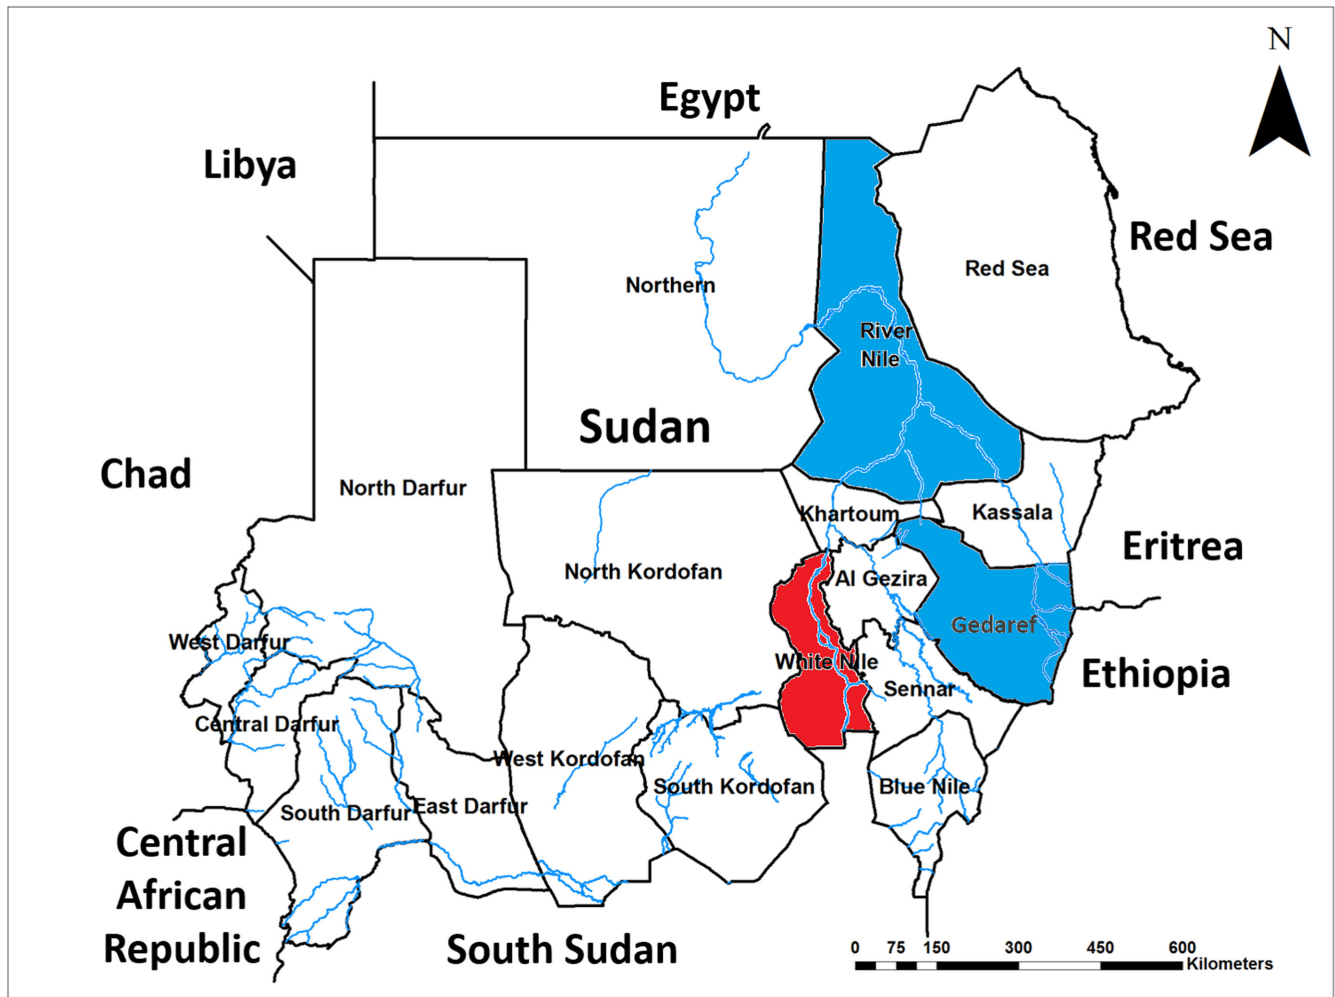 N
Egypt
Libya
Red Sea
Red Sea
Northern
River
Nile
Sudan
Chad
North Darfur
Khartoum
Kassala
Eritrea
North Kordofan
Al Gezira
Gedaref
West Darfur
White Nile
Ethiopia
Sennar
Central Darfur
West Kordofan
South Kordofan
Blue Nile
South Darfur
East Darfur
Central
African
Republic
South Sudan
0 75 150 300 450 600
Kilometers